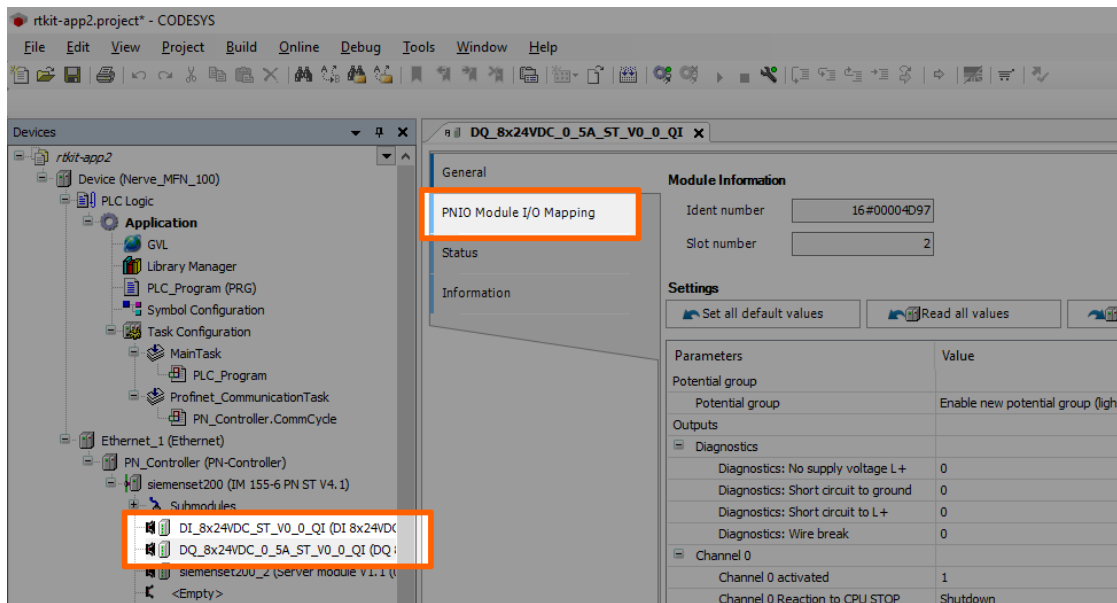 rtkit-app2.project* - CODESYS
File Edit View Project Build Online Debug Tools Window Help
Devices
rtkit-app2
Device (Nerve_MFN_100)
PLC Logic
Application
GVL
Library Manager
PLC_Program (PRG)
Symbol Configuration
Task Configuration
MainTask
PLC_Program
Profinet_CommunicationTask
PN_Controller.CommCycle
Ethernet_1 (Ethernet)
PN_Controller (PN-Controller)
siemenset200 (IM 155-6 PN ST V4.1)
Submodules
DI_8x24VDC_ST_V0_0_QI (DI 8x24VDC
DQ_8x24VDC_0_5A_ST_V0_0_QI (DQ
siemenset200_2 (Server module V1.1 (
<Empty>
DQ_8x24VDC_0_5A_ST_V0_0_QI
General
PNIO Module I/O Mapping
Status
Information
Module Information
Ident number 16#00004D97
Slot number 2
Settings
Set all default values Read all values
Parameters Value
Potential group
Potential group Enable new potential group (ligh
Outputs
Diagnostics
Diagnostics: No supply voltage L+ 0
Diagnostics: Short circuit to ground 0
Diagnostics: Short circuit to L+ 0
Diagnostics: Wire break 0
Channel 0
Channel 0 activated 1
Channel 0 Reaction to CPU STOP Shutdown